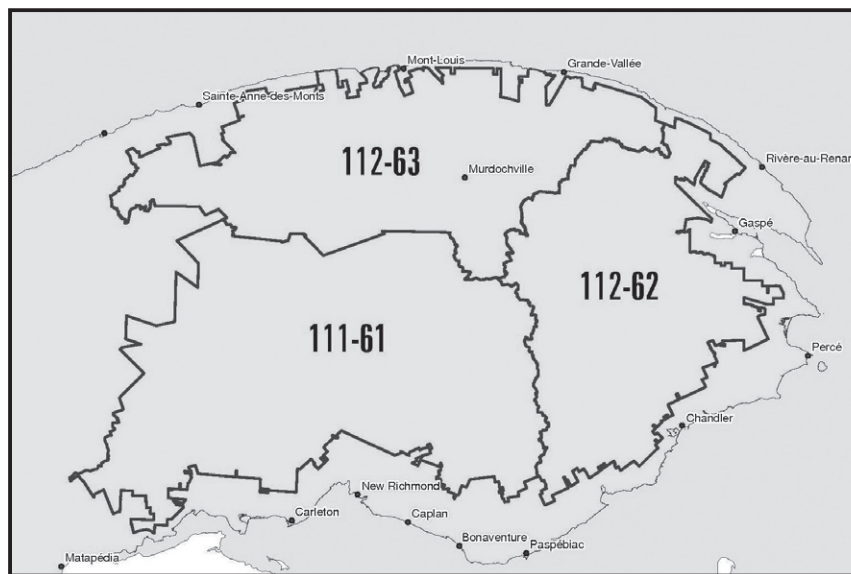 Mont-Louis
Grande-Vallée
Sainte-Anne-des-Monts
112-63
Rivère-au-Renard
Murdochville
Gaspé
112-62
111-61
Percé
Chandler
New Richmond
Carleton
Caplan
Bonaventure
Paspébiac
Matapédia